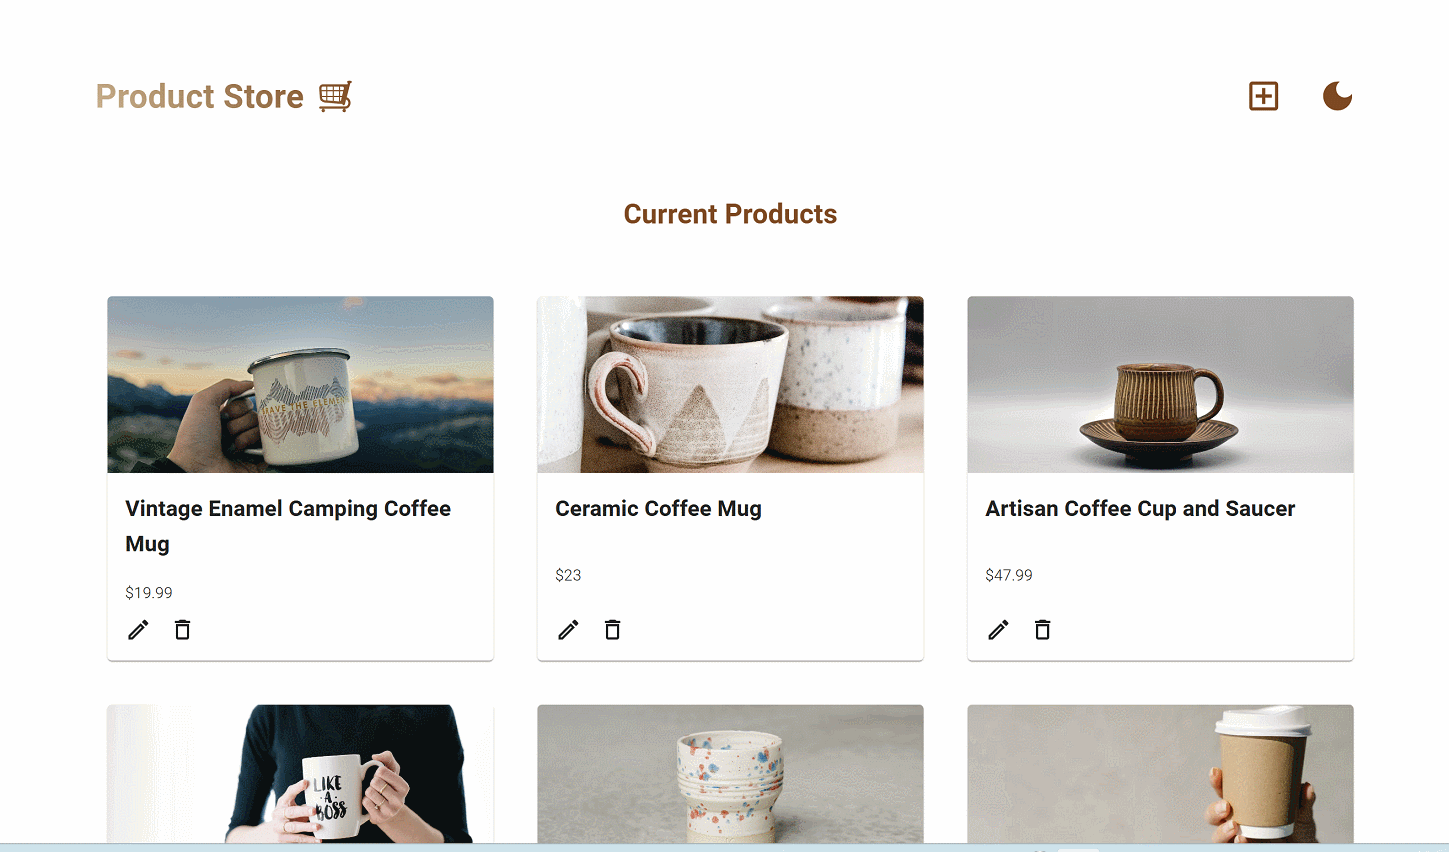 Product Store
Current Products
Vintage Enamel Camping Coffee
Mug
$19.99
Ceramic Coffee Mug
$23
Artisan Coffee Cup and Saucer
$47.99
LIKE
A
BOSS